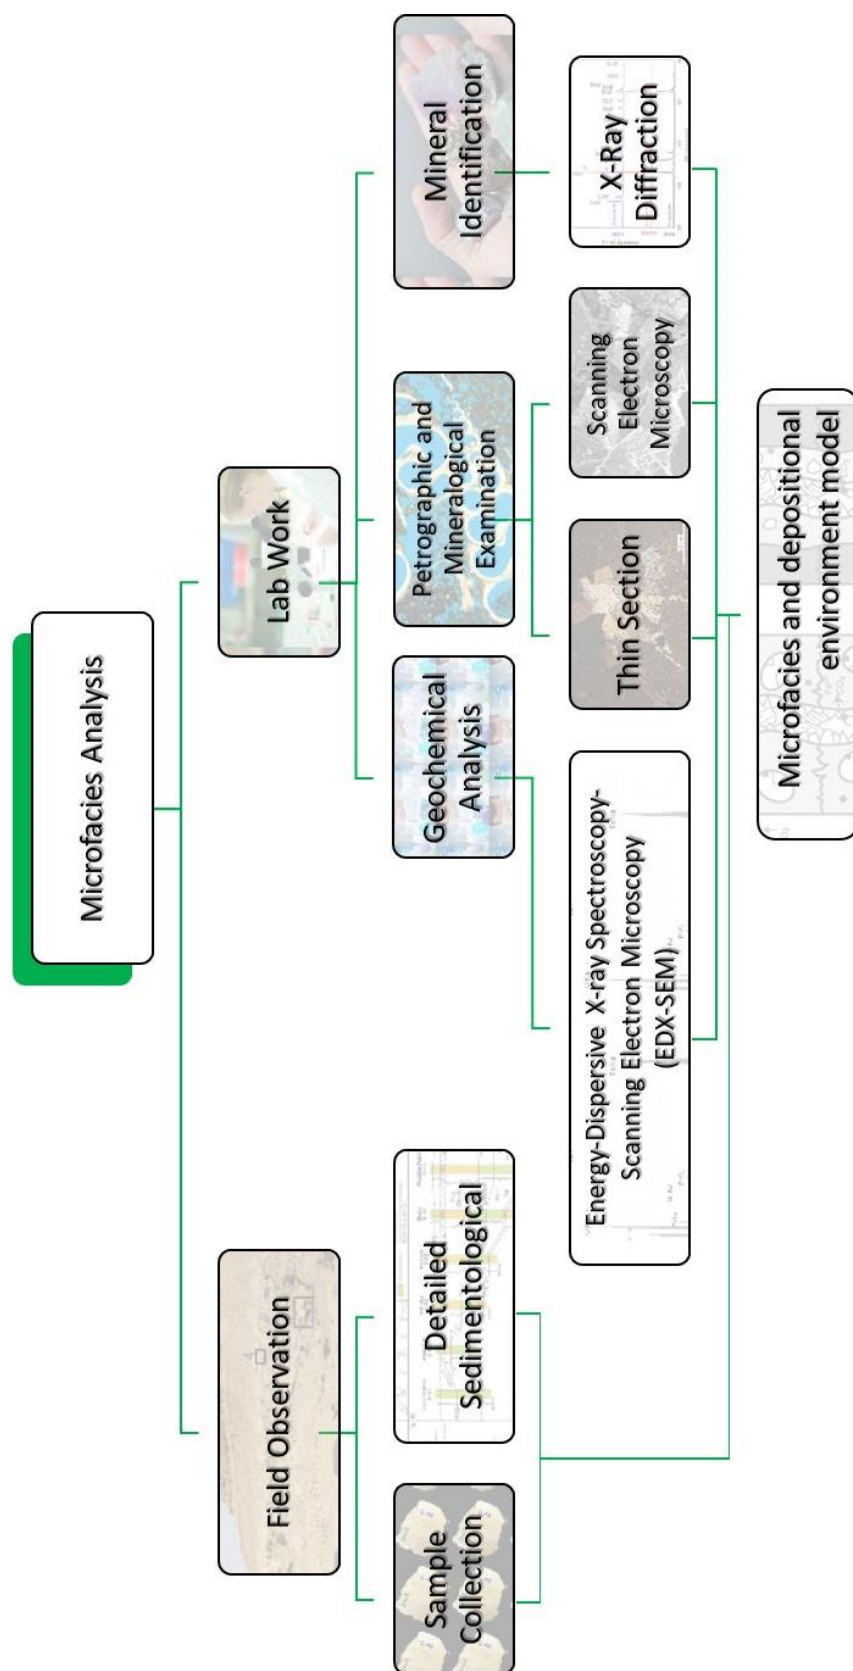 Microfacies Analysis
Field Observation
Lab Work
Sample
Collection
Detailed
Sedimentological
Geochemical
Analysis
Petrographic and
Mineralogical
Examination
Mineral
Identification
Energy-Dispersive X-ray Spectroscopy-
Scanning Electron Microscopy
(EDX-SEM)
Thin Section
Scanning
Electron
Microscopy
X-Ray
Diffraction
Microfacies and depositional
environment model